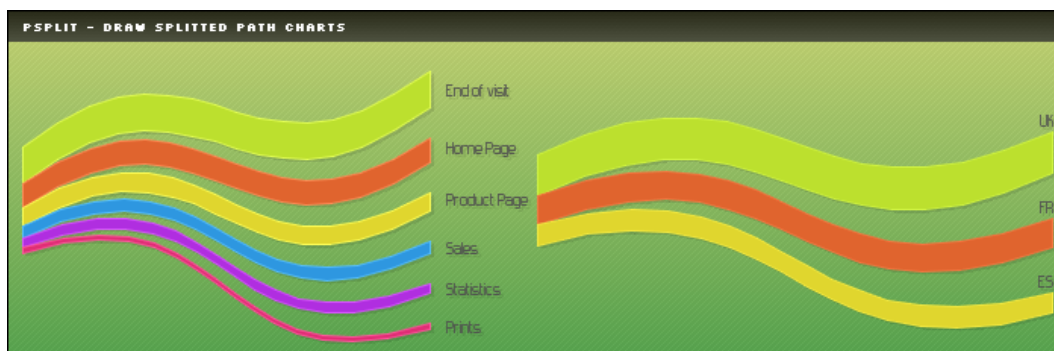 PSPLIT - DRAW SPLITTED PATH CHARTS
End of visit
Home Page
Product Page
Sales
Statistics
Prints
UK
FR
ES